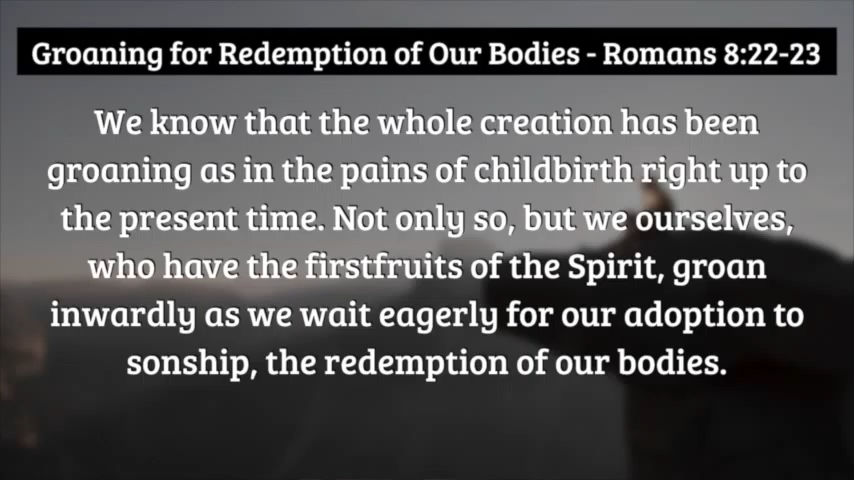 Groaning for Redemption of Our Bodies - Romans 8:22-23
We know that the whole creation has been
groaning as in the pains of childbirth right up to
the present time. Not only so, but we ourselves,
who have the firstfruits of the Spirit, groan
inwardly as we wait eagerly for our adoption to
sonship, the redemption of our bodies.